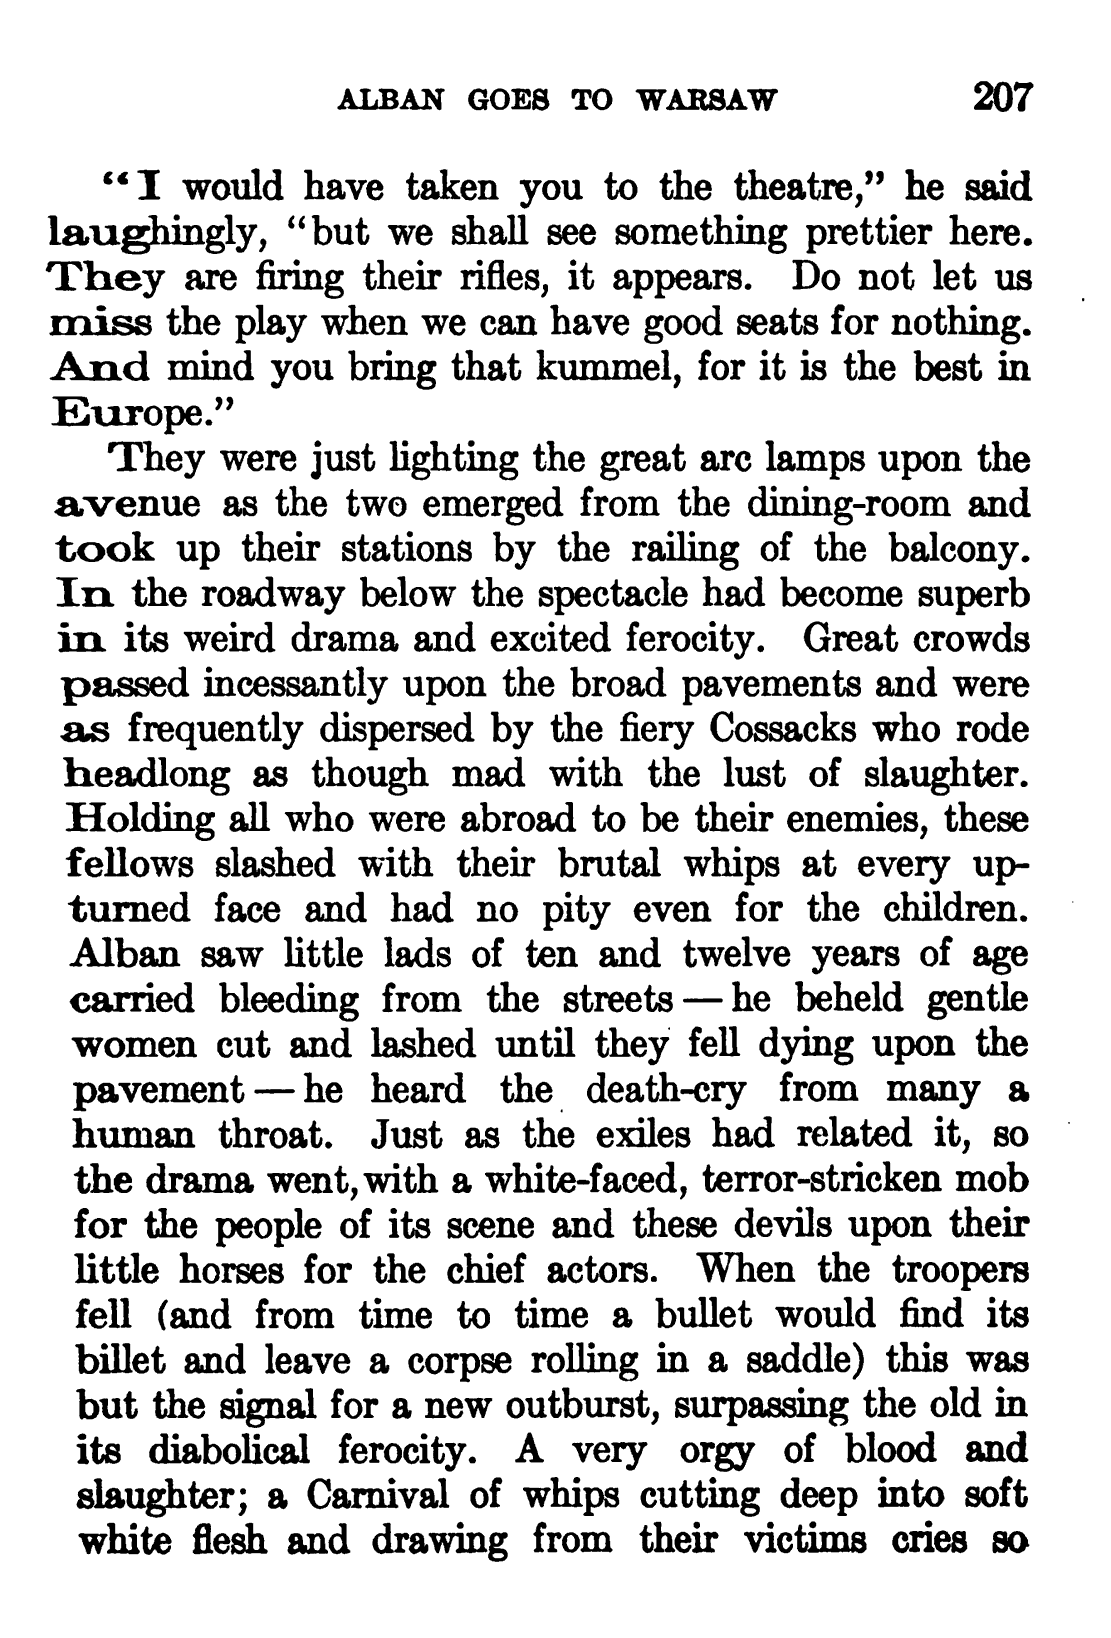 ALBAN GOES TO WARSAW 207
“I would have taken you to the theatre,” he said
laughingly, “but we shall see something prettier here.
They are firing their rifles, it appears. Do not let us
miss the play when we can have good seats for nothing.
And mind you bring that kummel, for it is the best in
Europe.”
They were just lighting the great arc lamps upon the
avenue as the two emerged from the dining-room and
took up their stations by the railing of the balcony.
In the roadway below the spectacle had become superb
in its weird drama and excited ferocity. Great crowds
passed incessantly upon the broad pavements and were
as frequently dispersed by the fiery Cossacks who rode
headlong as though mad with the lust of slaughter.
Holding all who were abroad to be their enemies, these
fellows slashed with their brutal whips at every up-
turned face and had no pity even for the children.
Alban saw little lads of ten and twelve years of age
carried bleeding from the streets — he beheld gentle
women cut and lashed until they fell dying upon the
pavement — he heard the death-cry from many a
human throat. Just as the exiles had related it, so
the drama went, with a white-faced, terror-stricken mob
for the people of its scene and these devils upon their
little horses for the chief actors. When the troopers
fell (and from time to time a bullet would find its
billet and leave a corpse rolling in a saddle) this was
but the signal for a new outburst, surpassing the old in
its diabolical ferocity. A very orgy of blood and
slaughter; a Carnival of whips cutting deep into soft
white flesh and drawing from their victims cries so